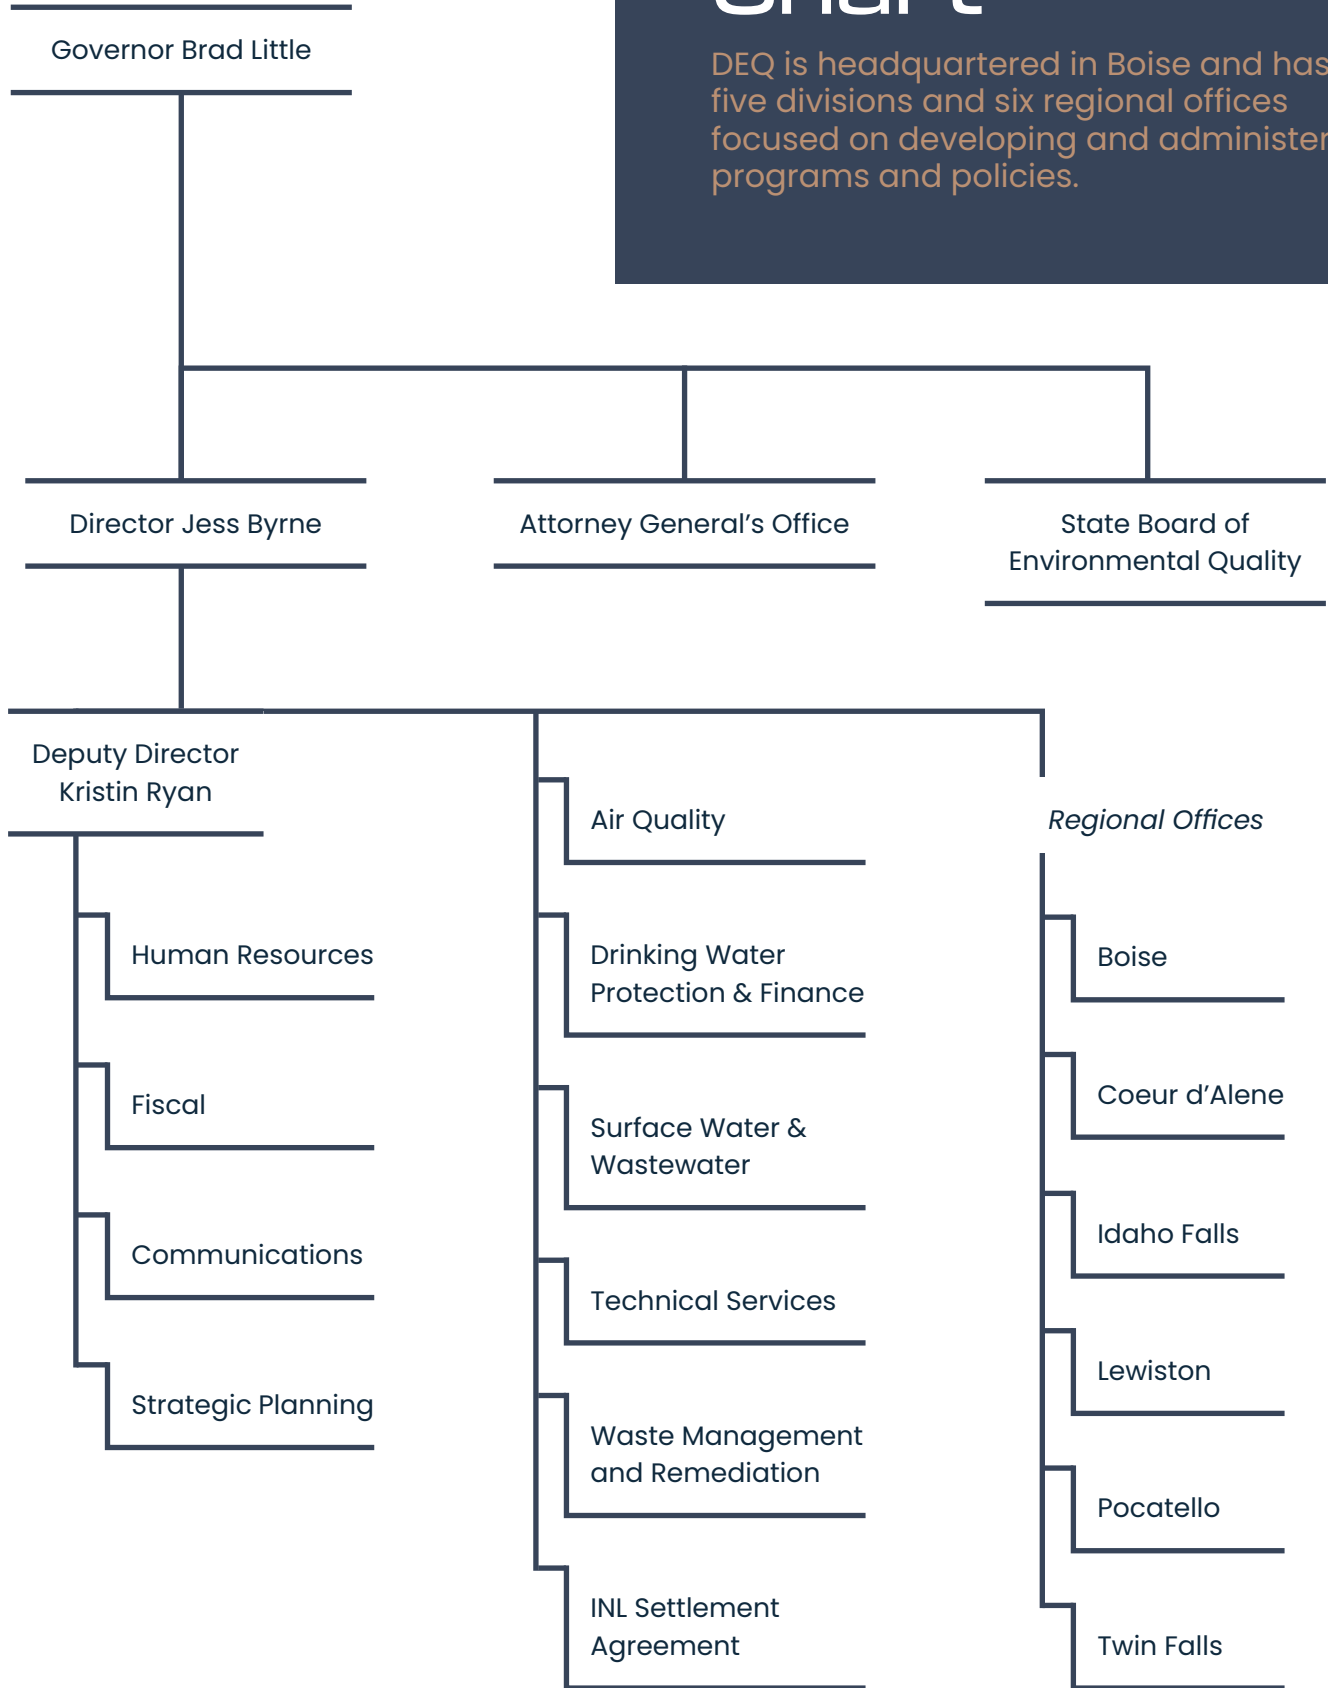 Governor Brad Little
DEQ is headquartered in Boise and has
five divisions and six regional offices
focused on developing and administer
programs and policies.
Director Jess Byrne
Attorney General’s Office
State Board of
Environmental Quality
Deputy Director
Kristin Ryan
Human Resources
Fiscal
Communications
Strategic Planning
Air Quality
Drinking Water
Protection & Finance
Surface Water &
Wastewater
Technical Services
Waste Management
and Remediation
INL Settlement
Agreement
Regional Offices
Boise
Coeur d’Alene
Idaho Falls
Lewiston
Pocatello
Twin Falls